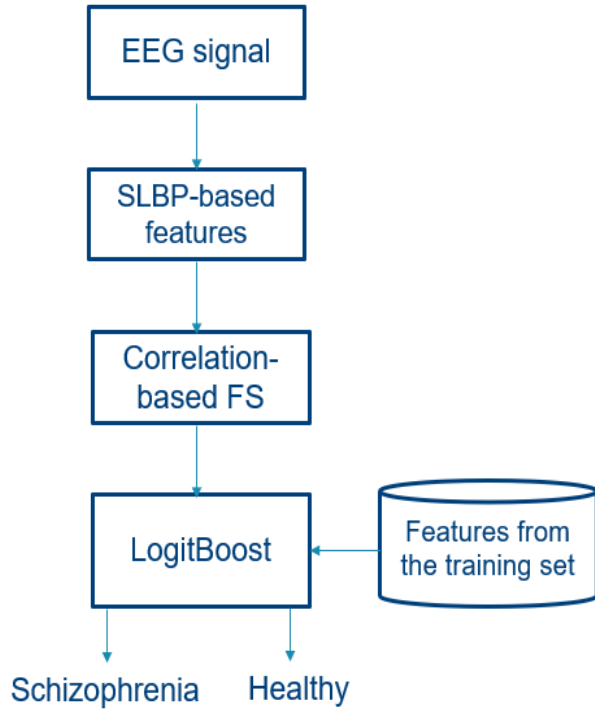 EEG signal
SLBP-based
features
Correlation-
based FS
LogitBoost
Features from
the training set
Schizophrenia
Healthy